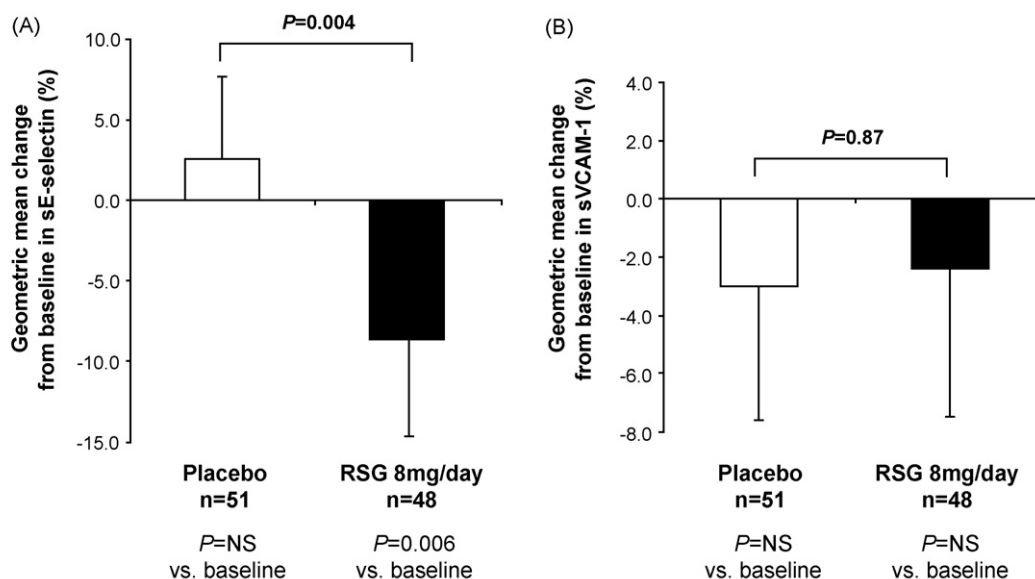 (A)
P=0.004
Geometric mean change
from baseline in sE-selectin (%)
10.0
5.0
0.0
-5.0
-10.0
-15.0
Placebo
n=51
RSG 8mg/day
n=48
P=NS
vs. baseline
P=0.006
vs. baseline
(B)
P=0.87
Geometric mean change
from baseline in sVCAM-1 (%)
4.0
2.0
0.0
-2.0
-4.0
-6.0
-8.0
Placebo
n=51
RSG 8mg/day
n=48
P=NS
vs. baseline
P=NS
vs. baseline